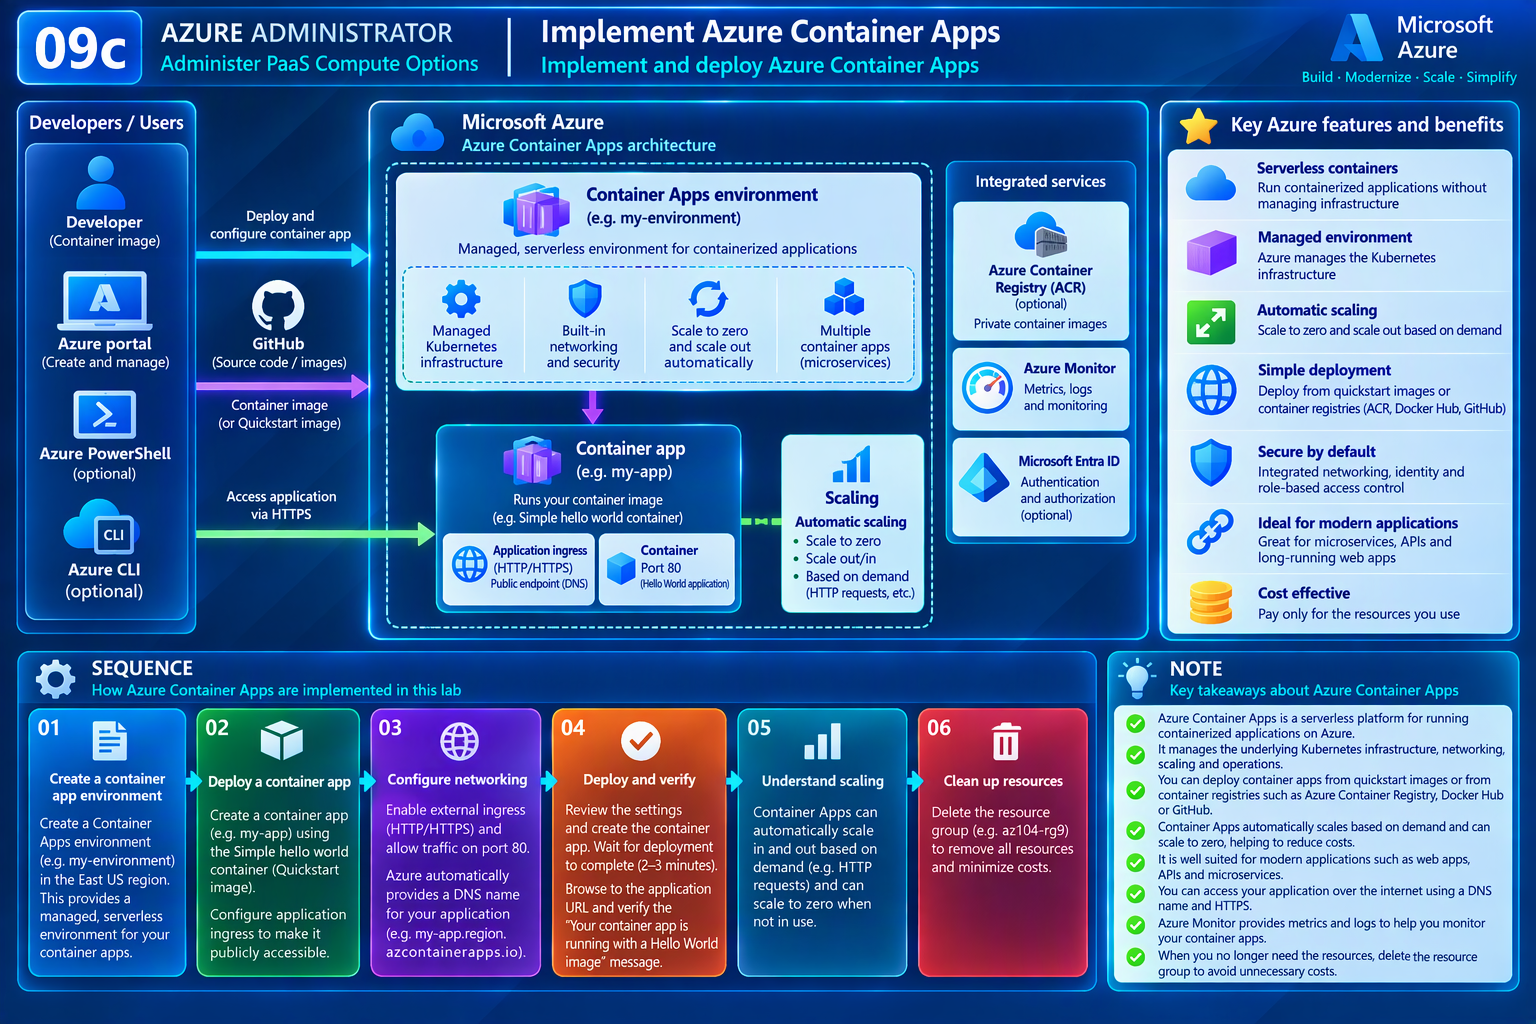 09c
AZURE ADMINISTRATOR
Administer PaaS Compute Options
Implement Azure Container Apps
Implement and deploy Azure Container Apps
Microsoft
Azure
Build · Modernize · Scale · Simplify
Developers / Users
Developer
(Container image)
Azure portal
(Create and manage)
Azure PowerShell
(optional)
CLI
Azure CLI
(optional)
Deploy and
configure container app
GitHub
(Source code / images)
Container image
(or Quickstart image)
Access application
via HTTPS
Microsoft Azure
Azure Container Apps architecture
Container Apps environment
(e.g. my-environment)
Managed, serverless environment for containerized applications
Managed
Kubernetes
infrastructure
Built-in
networking
and security
Scale to zero
and scale out
automatically
Multiple
container apps
(microservices)
Container app
(e.g. my-app)
Runs your container image
(e.g. Simple hello world container)
Application ingress
(HTTP/HTTPS)
Public endpoint (DNS)
Container
Port 80
(Hello World application)
Scaling
Automatic scaling
• Scale to zero
• Scale out/in
• Based on demand
(HTTP requests, etc.)
Integrated services
Azure Container
Registry (ACR)
(optional)
Private container images
Azure Monitor
Metrics, logs
and monitoring
Microsoft Entra ID
Authentication
and authorization
(optional)
Key Azure features and benefits
Serverless containers
Run containerized applications without
managing infrastructure
Managed environment
Azure manages the Kubernetes
infrastructure
Automatic scaling
Scale to zero and scale out based on demand
Simple deployment
Deploy from quickstart images or
container registries (ACR, Docker Hub, GitHub)
Secure by default
Integrated networking, identity and
role-based access control
Ideal for modern applications
Great for microservices, APIs and
long-running web apps
Cost effective
Pay only for the resources you use
SEQUENCE
How Azure Container Apps are implemented in this lab
01
Create a container
app environment
Create a Container
Apps environment
(e.g. my-environment)
in the East US region.
This provides a
managed, serverless
environment for your
container apps.
02
Deploy a container app
Create a container app
(e.g. my-app) using
the Simple hello world
container (Quickstart
image).
Configure application
ingress to make it
publicly accessible.
03
Configure networking
Enable external ingress
(HTTP/HTTPS) and
allow traffic on port 80.
Azure automatically
provides a DNS name
for your application
(e.g. my-app.region.
azcontainerapps.io).
04
Deploy and verify
Review the settings
and create the container
app. Wait for deployment
to complete (2–3 minutes).
Browse to the application
URL and verify the
"Your container app is
running with a Hello World
image" message.
05
Understand scaling
Container Apps can
automatically scale
in and out based on
demand (e.g. HTTP
requests) and can
scale to zero when
not in use.
06
Clean up resources
Delete the resource
group (e.g. az104-rg9)
to remove all resources
and minimize costs.
NOTE
Key takeaways about Azure Container Apps
Azure Container Apps is a serverless platform for running
containerized applications on Azure.
It manages the underlying Kubernetes infrastructure, networking,
scaling and operations.
You can deploy container apps from quickstart images or from
container registries such as Azure Container Registry, Docker Hub
or GitHub.
Container Apps automatically scales based on demand and can
scale to zero, helping to reduce costs.
It is well suited for modern applications such as web apps,
APIs and microservices.
You can access your application over the internet using a DNS
name and HTTPS.
Azure Monitor provides metrics and logs to help you monitor
your container apps.
When you no longer need the resources, delete the resource
group to avoid unnecessary costs.